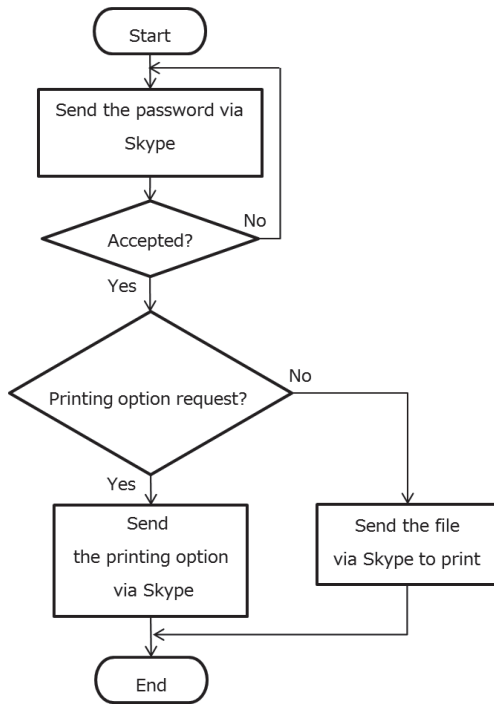 Start
Send the password via
Skype
No
Accepted?
Yes
No
Printing option request?
Yes
Send
the printing option
via Skype
Send the file
via Skype to print
End